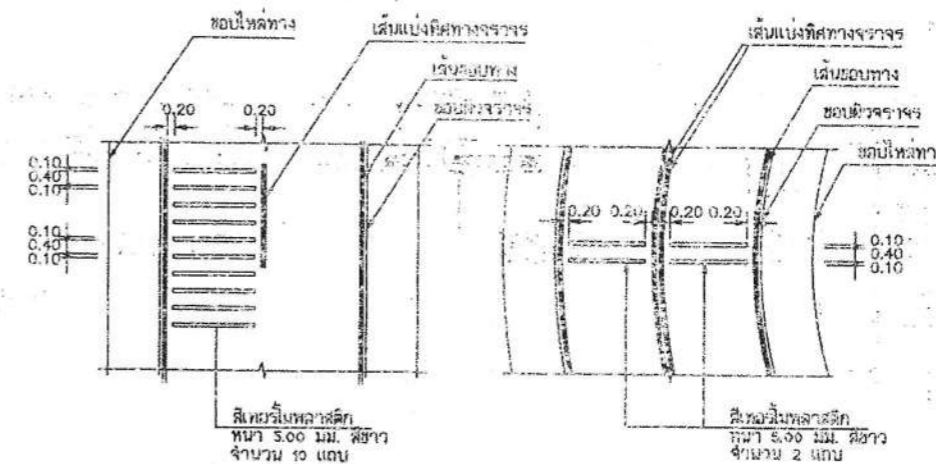 ขอบไหล่ทาง
เส้นแบ่งทิศทางจราจร
เส้นขอบทาง
ขอบผิวจราจร
0.20
0.20
0.10
0.40
0.10
0.10
0.40
0.10
สีเทอร์โมพลาสติก
หนา 5.00 มม. สีขาว
จำนวน 10 แถบ
เส้นแบ่งทิศทางจราจร
เส้นขอบทาง
ขอบผิวจราจร
ขอบไหล่ทา
0.20 0.20 0.20 0.20
0.10
0.40
0.10
สีเทอร์โมพลาสติก
หนา 5.00 มม. สีขาว
จำนวน 2 แถบ